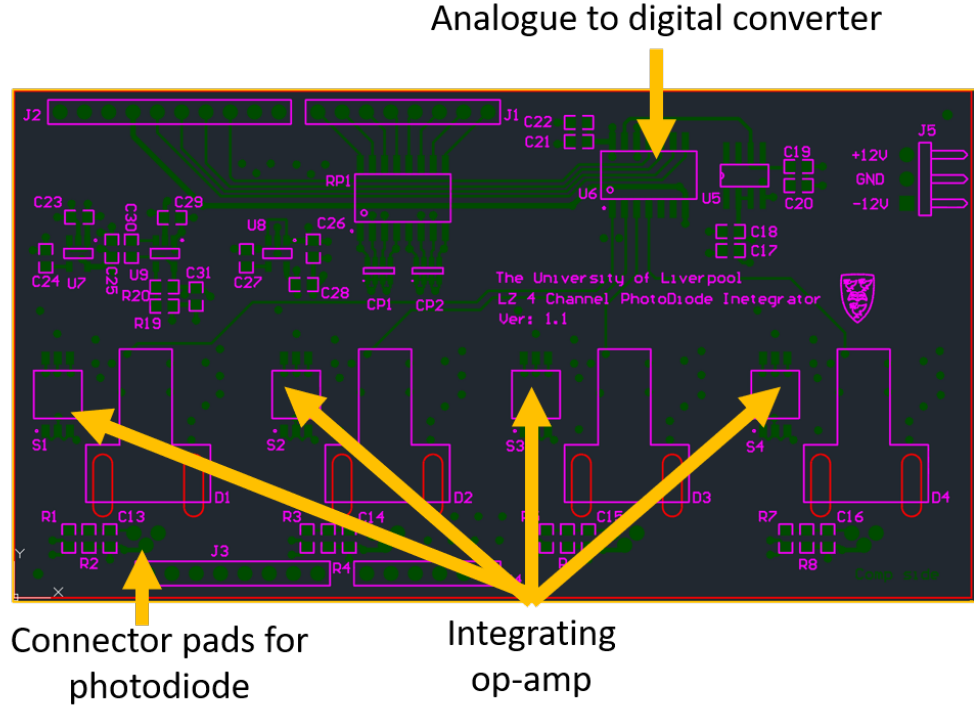 Analogue to digital converter
J2
J1
C22
C21
J5
+12V
GND
-12V
C19
C20
RP1
U6
U5
C23
C30
C29
U8
C26
C18
C17
C24
U7
C25
U9
R20
R19
C31
C27
C28
CP1
CP2
The University of Liverpool
LZ 4 Channel PhotoDiode Inetegrator
Ver: 1.1
S1
S2
S3
S4
D1
D2
D3
D4
R1
C13
R2
R3
C14
R4
C15
R7
C16
R8
J3
Y
X
Comp side
Connector pads for
photodiode
Integrating
op-amp